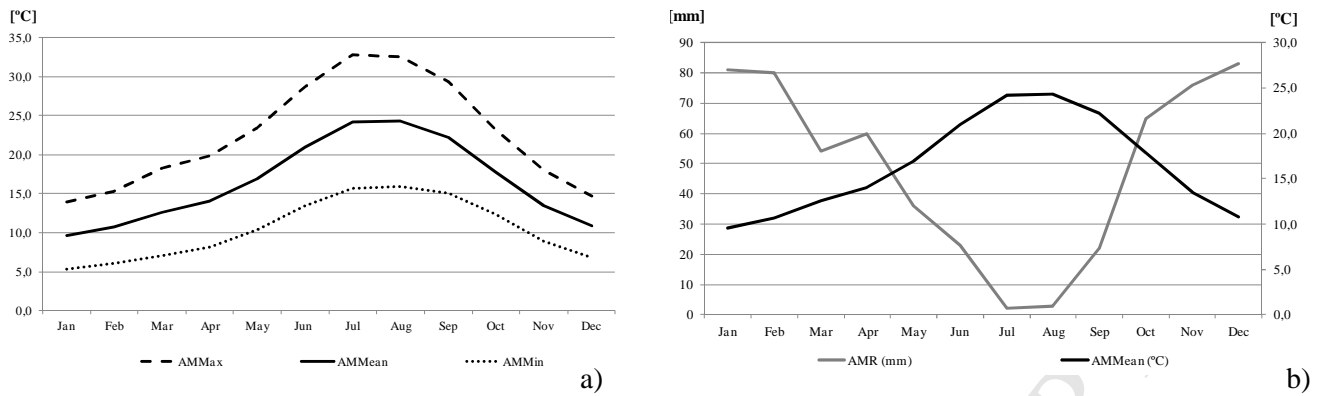 [ºC]
35,0
30,0
25,0
20,0
15,0
10,0
5,0
0,0
Jan Feb Mar Apr May Jun Jul Aug Sep Oct Nov Dec
AMMax AMMean AMMin
a)
[mm] [ºC]
90 30,0
80 25,0
70 20,0
60 15,0
50 10,0
40 5,0
30 0,0
20
10
0
Jan Feb Mar Apr May Jun Jul Aug Sep Oct Nov Dec
AMR (mm) AMMean (ºC)
b)